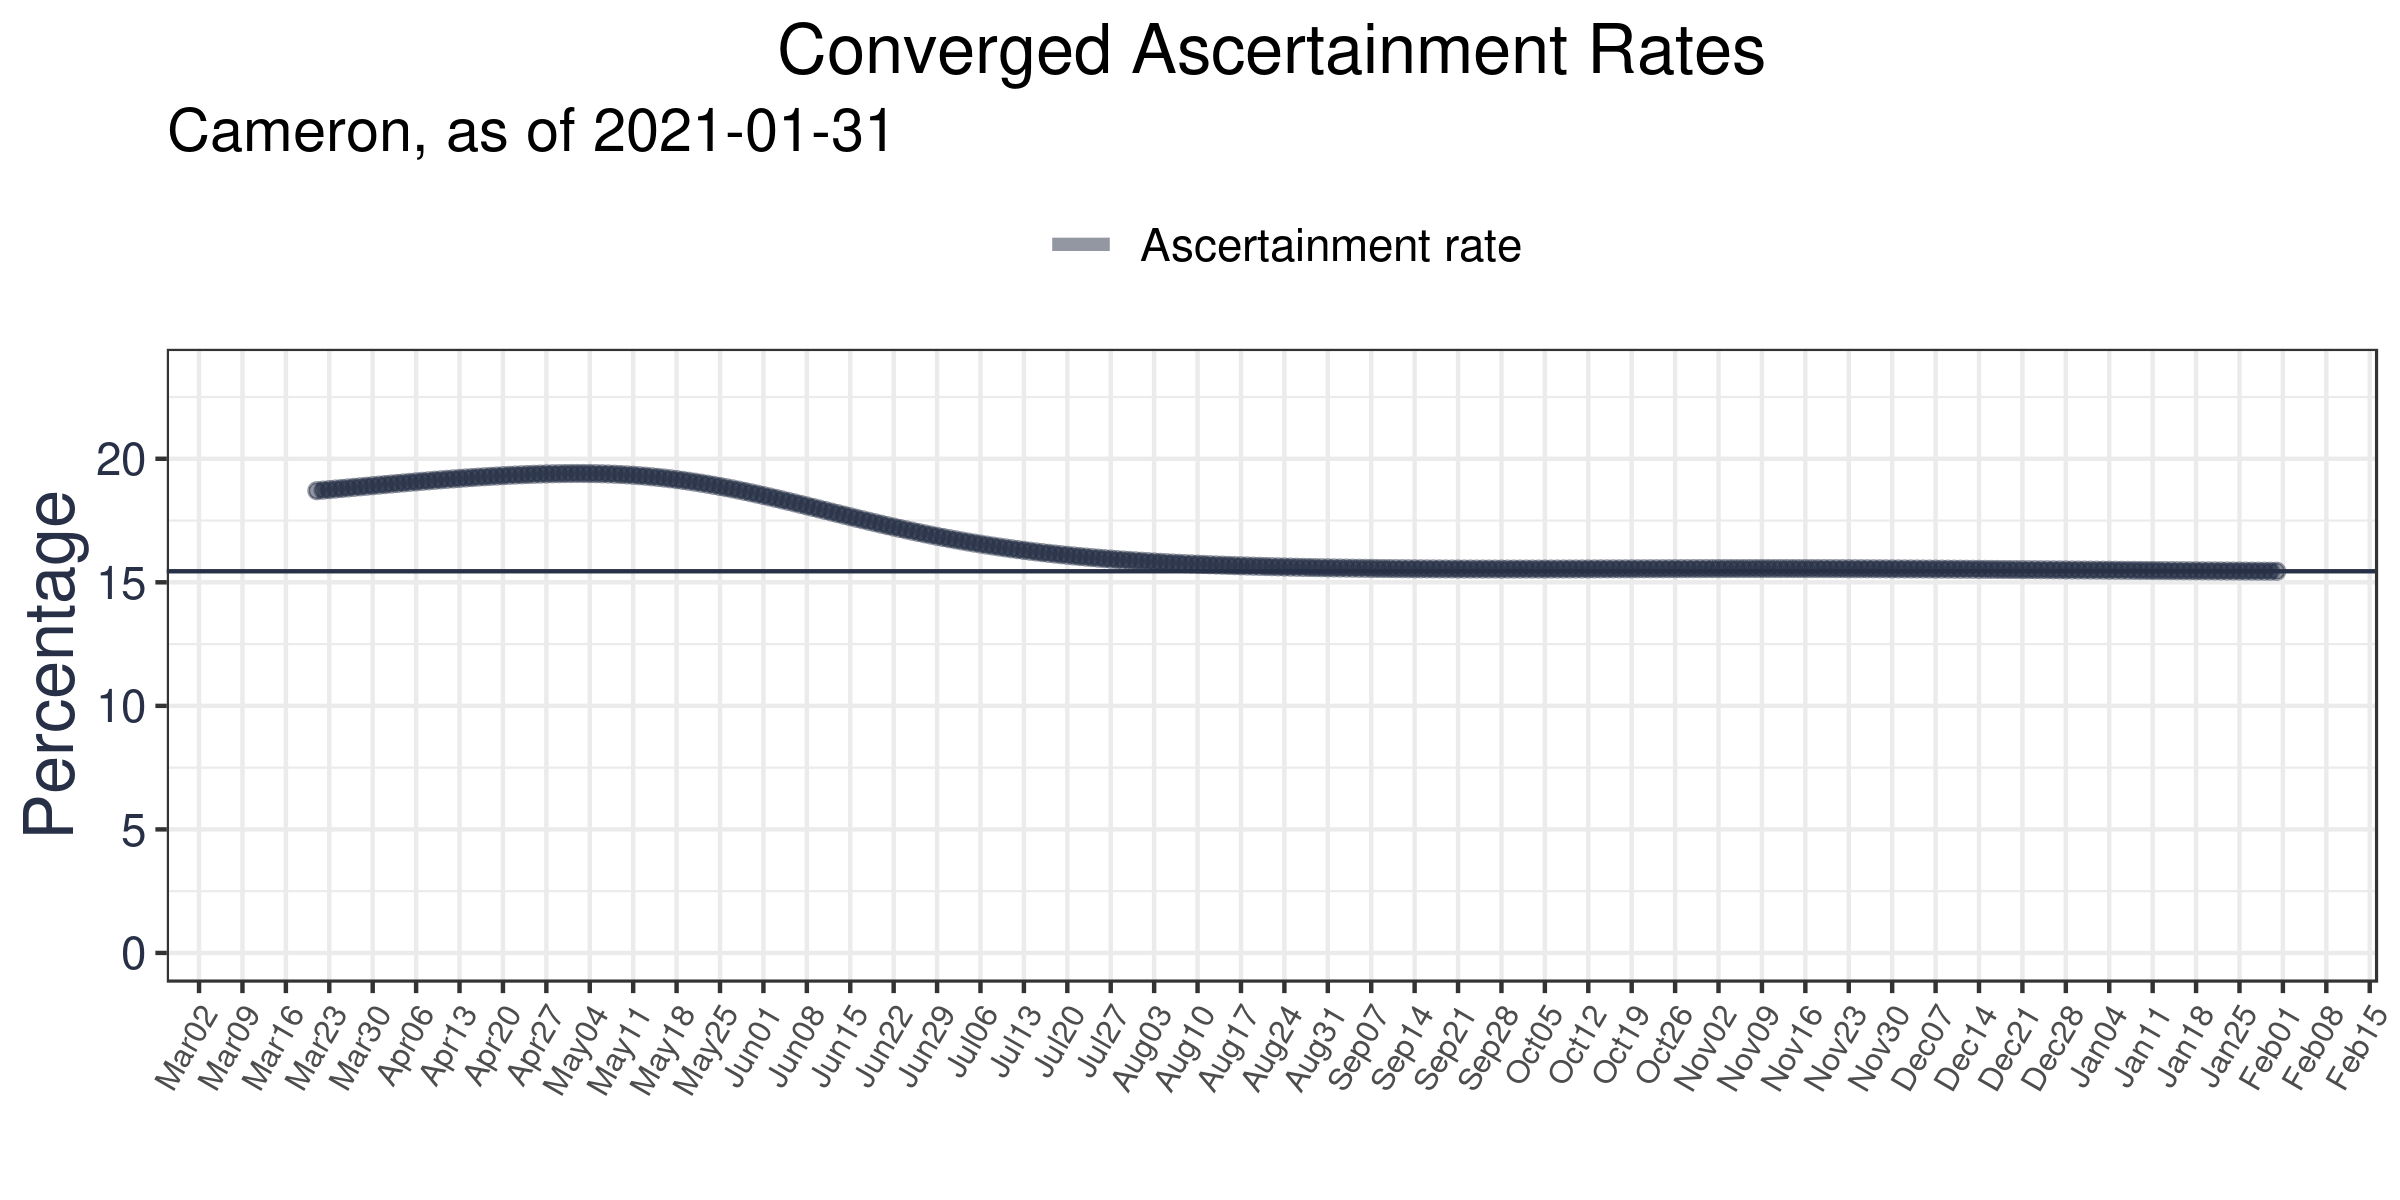 Converged Ascertainment Rates
Cameron, as of 2021-01-31
Ascertainment rate
Percentage
20
15
10
5
0
Mar02 Mar09 Mar16 Mar23 Mar30 Apr06 Apr13 Apr20 Apr27 May04 May11 May18 May25 Jun01 Jun08 Jun15 Jun22 Jun29 Jul06 Jul13 Jul20 Jul27 Aug03 Aug10 Aug17 Aug24 Aug31 Sep07 Sep14 Sep21 Sep28 Oct05 Oct12 Oct19 Oct26 Nov02 Nov09 Nov16 Nov23 Nov30 Dec07 Dec14 Dec21 Dec28 Jan04 Jan11 Jan18 Jan25 Feb01 Feb08 Feb15